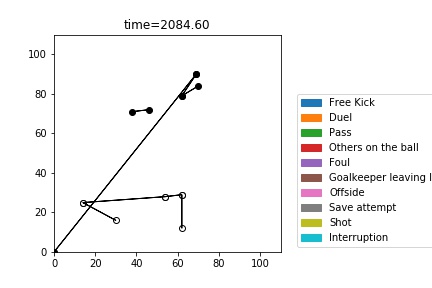 time=2084.60
100
80
60
40
20
0
0 20 40 60 80 100
Free Kick
Duel
Pass
Others on the ball
Foul
Goalkeeper leaving l
Offside
Save attempt
Shot
Interruption